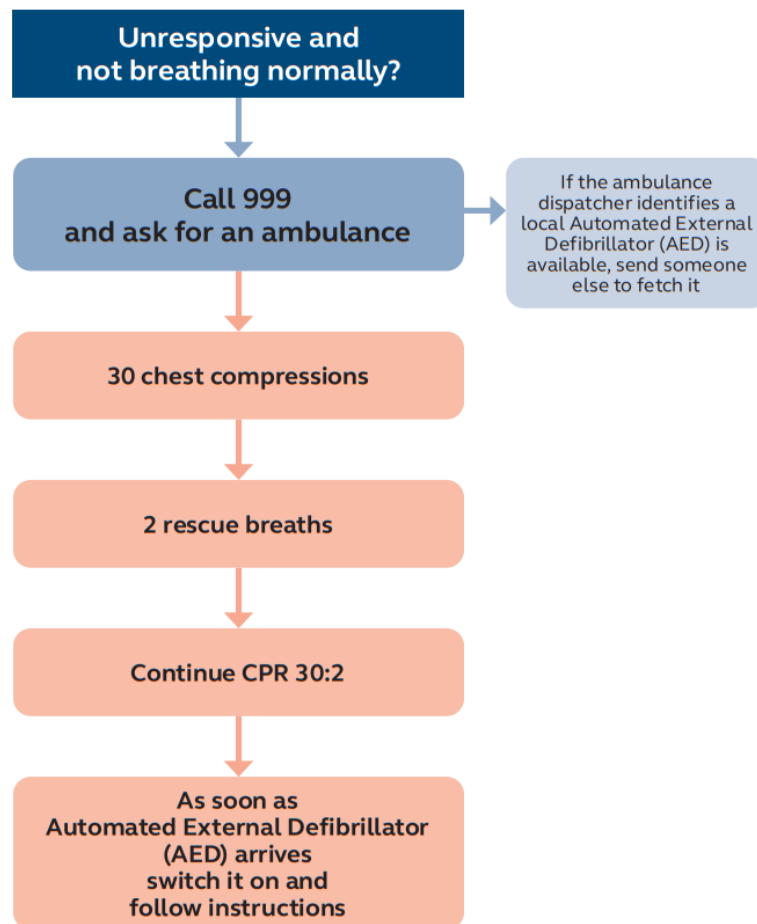 Unresponsive and
not breathing normally?
Call 999
and ask for an ambulance
If the ambulance
dispatcher identifies a
local Automated External
Defibrillator (AED) is
available, send someone
else to fetch it
30 chest compressions
2 rescue breaths
Continue CPR 30:2
As soon as
Automated External Defibrillator
(AED) arrives
switch it on and
follow instructions